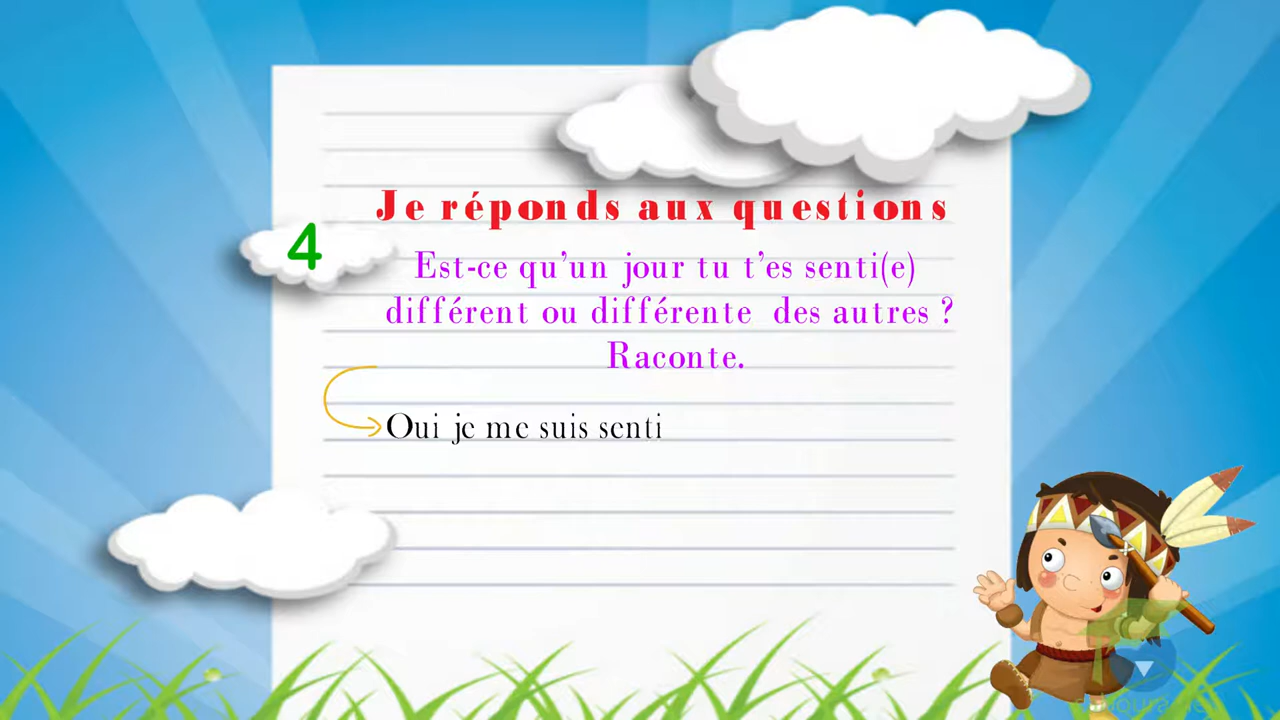 Je réponds aux questions
4
Est-ce qu'un jour tu t'es senti(e)
différent ou différente des autres ?
Raconte.
Oui je me suis senti